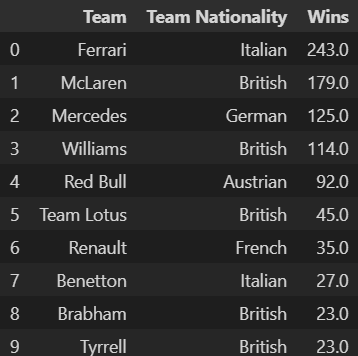 Team Team Nationality Wins
0 Ferrari Italian 243.0
1 McLaren British 179.0
2 Mercedes German 125.0
3 Williams British 114.0
4 Red Bull Austrian 92.0
5 Team Lotus British 45.0
6 Renault French 35.0
7 Benetton Italian 27.0
8 Brabham British 23.0
9 Tyrrell British 23.0